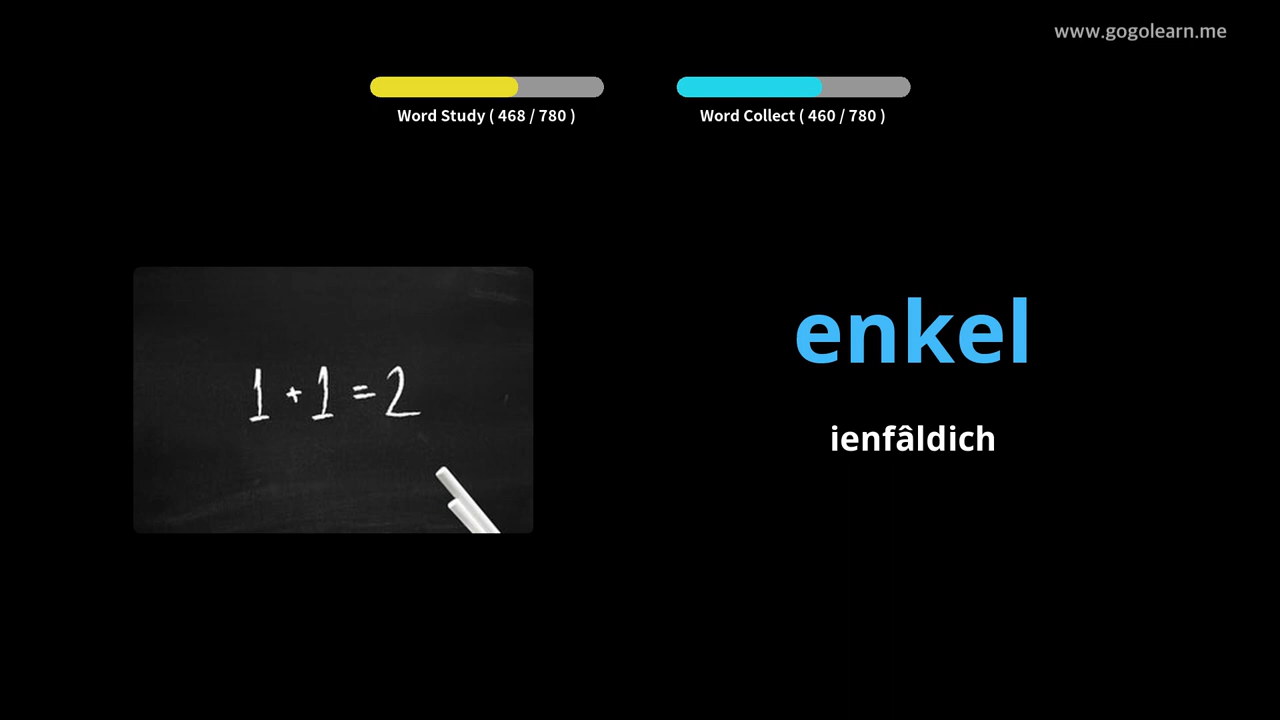 www.gogolearn.me
Word Study ( 468 / 780 )
Word Collect ( 460 / 780 )
1 + 1 = 2
enkel
ienfâldich